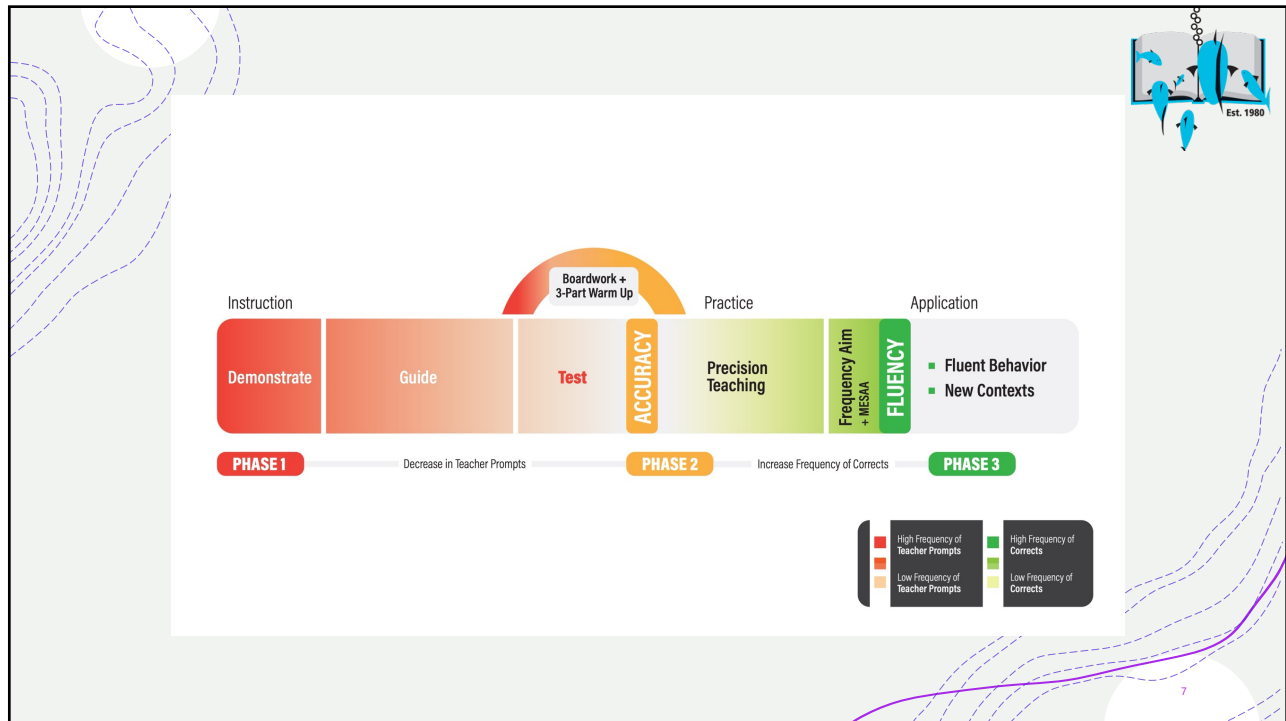 Est. 1980
Boardwork +
3-Part Warm Up
Instruction
Practice
Application
Demonstrate
Guide
Test
ACCURACY
Precision
Teaching
Frequency Aim
+ MESAA
FLUENCY
Fluent Behavior
New Contexts
PHASE 1
Decrease in Teacher Prompts
PHASE 2
Increase Frequency of Corrects
PHASE 3
High Frequency of
Teacher Prompts
Low Frequency of
Teacher Prompts
High Frequency of
Corrects
Low Frequency of
Corrects
7